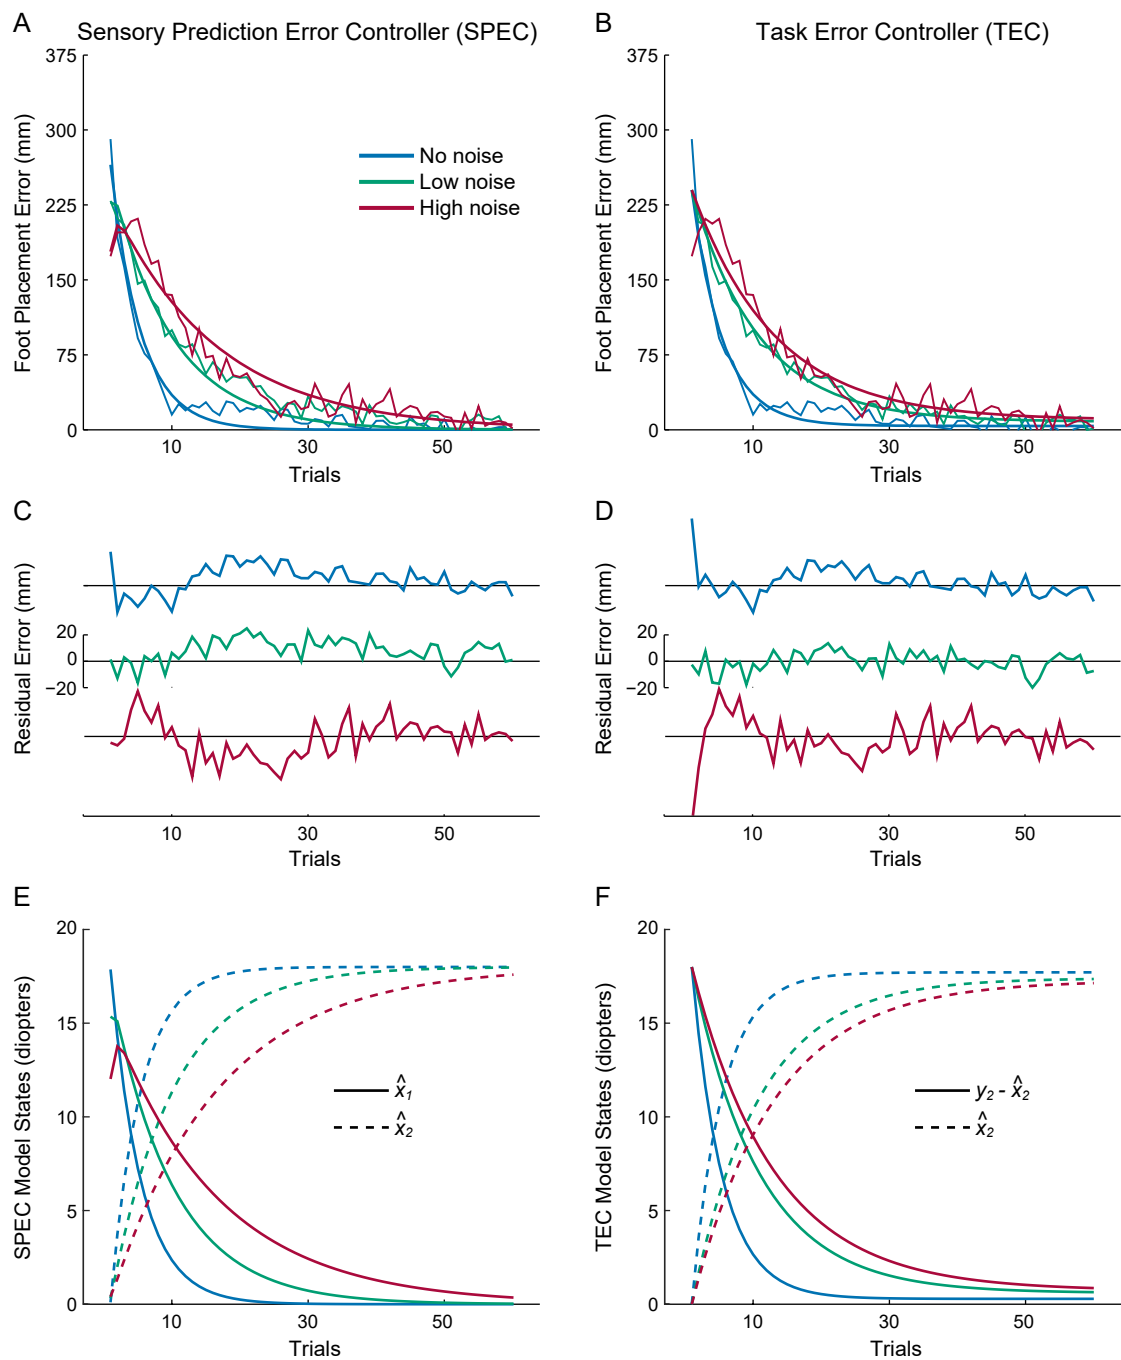 A
Sensory Prediction Error Controller (SPEC)
375
300
225
150
75
0
Foot Placement Error (mm)
No noise
Low noise
High noise
10
30
50
Trials
B
Task Error Controller (TEC)
375
300
225
150
75
0
Foot Placement Error (mm)
10
30
50
Trials
C
Residual Error (mm)
20
0
−20
10
30
50
Trials
D
Residual Error (mm)
20
0
−20
10
30
50
Trials
E
SPEC Model States (diopters)
20
15
10
5
0
x̂₁
x̂₂
10
30
50
Trials
F
TEC Model States (diopters)
20
15
10
5
0
y₂ - x̂₂
x̂₂
10
30
50
Trials